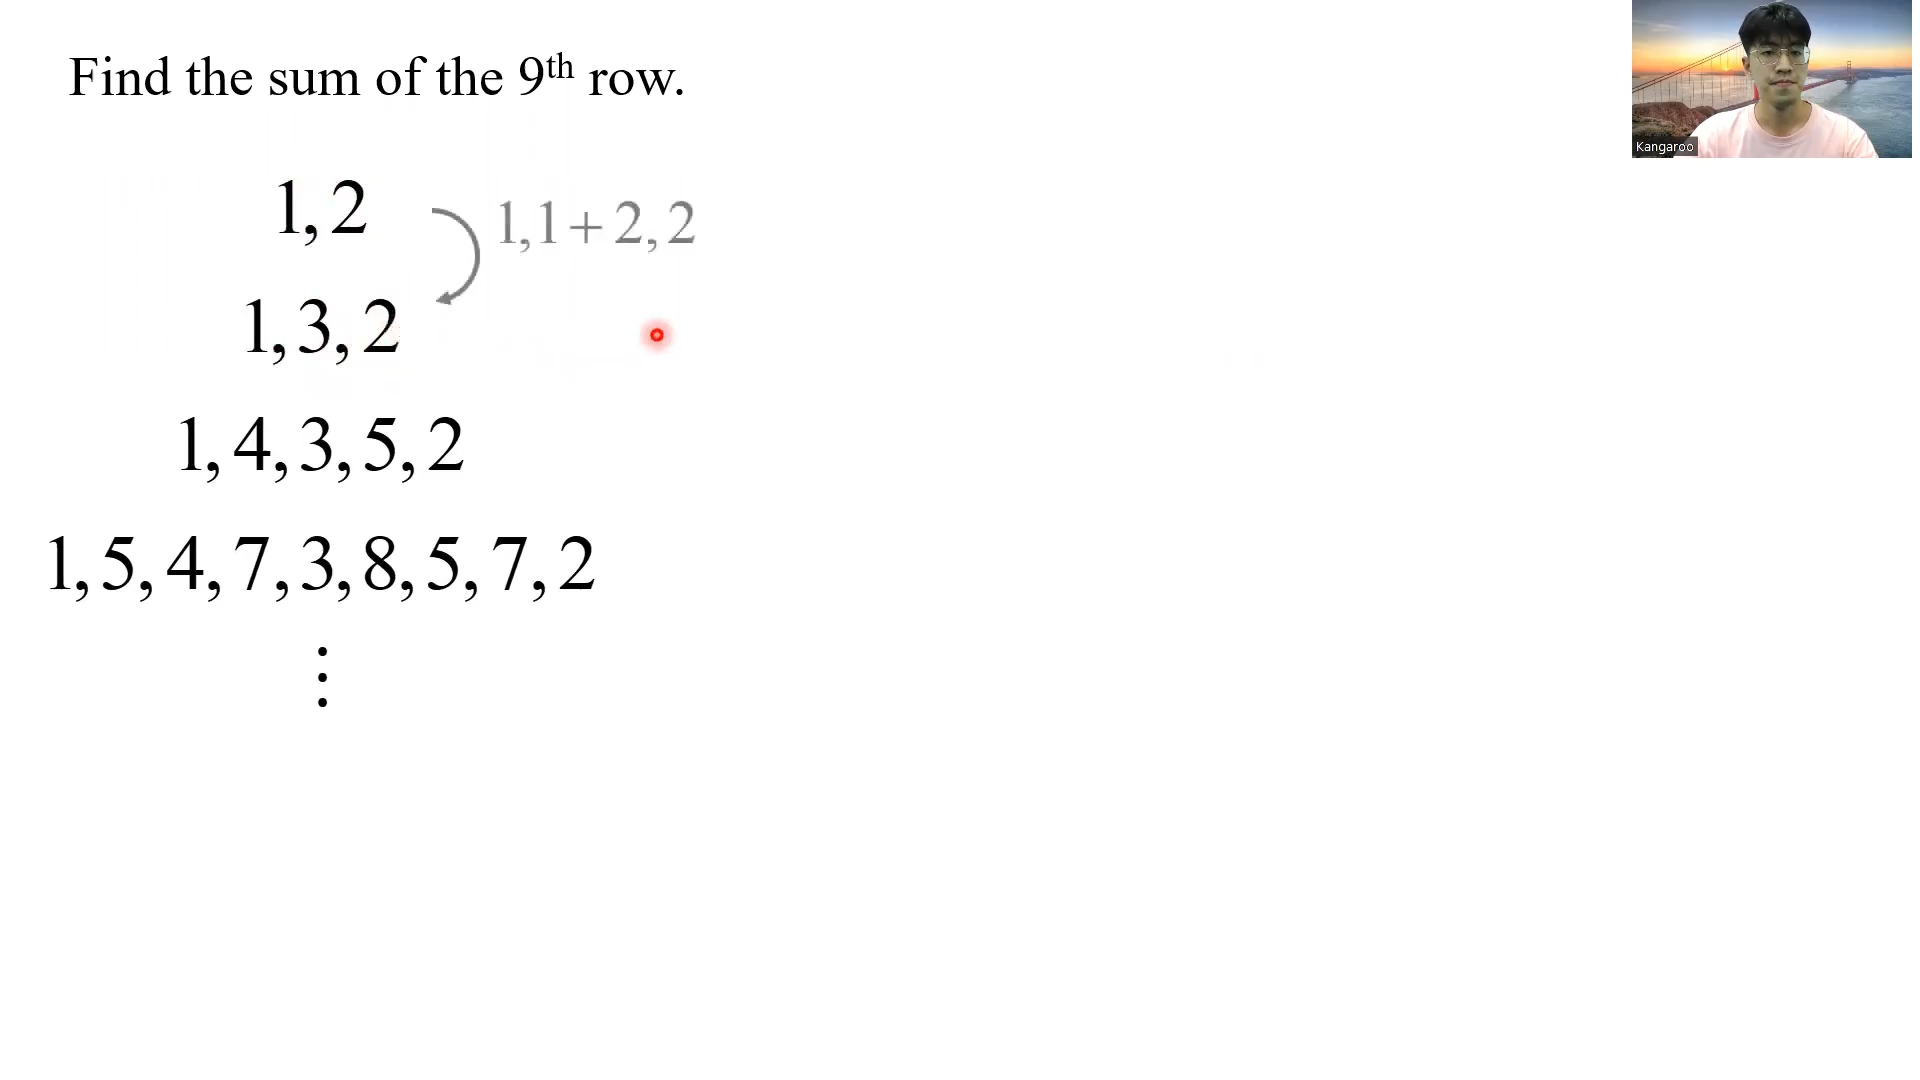 Find the sum of the 9th row.
Kangaroo
1, 2
1, 1 + 2, 2
1, 3, 2
1, 4, 3, 5, 2
1, 5, 4, 7, 3, 8, 5, 7, 2
⋮